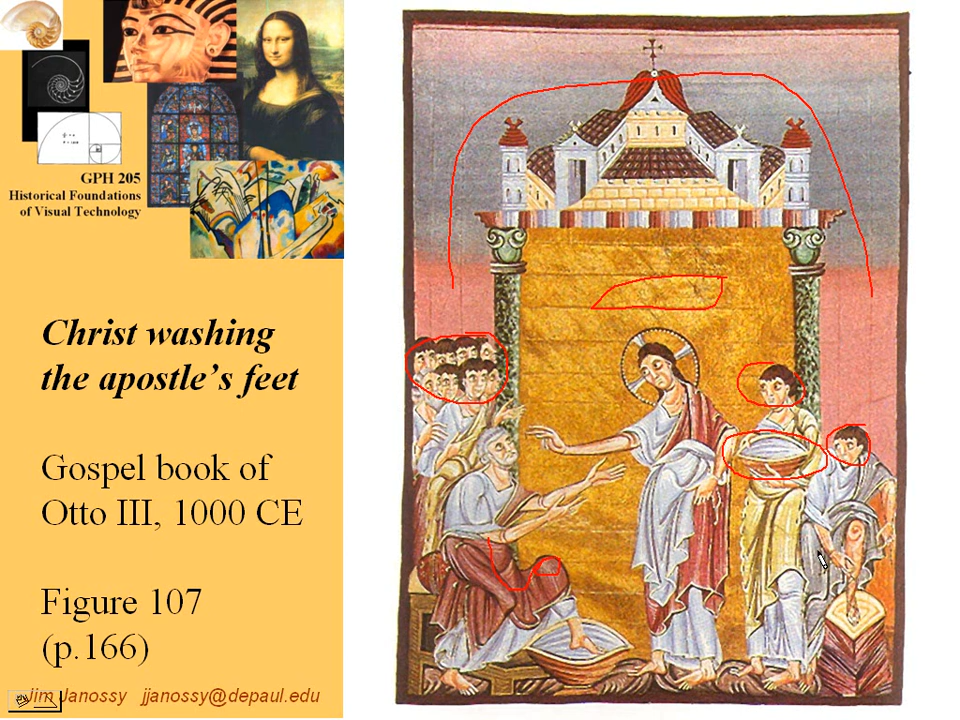 GPH 205
Historical Foundations
of Visual Technology
Christ washing
the apostle's feet
Gospel book of
Otto III, 1000 CE
Figure 107
(p.166)
Jim Janossy jjanossy@depaul.edu